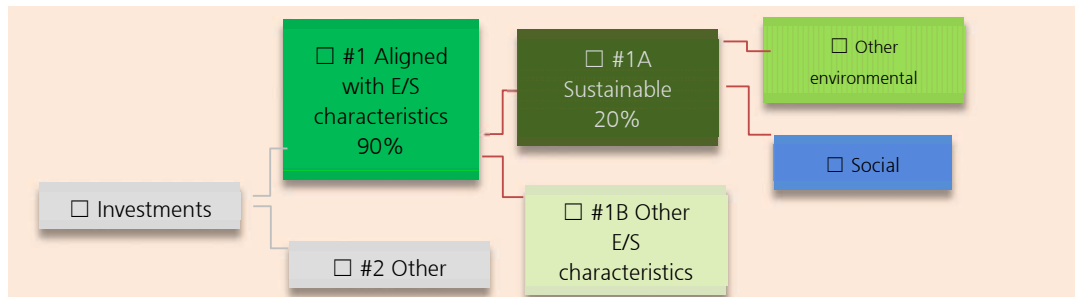 ☐ Investments
☐ #1 Aligned
with E/S
characteristics
90%
☐ #2 Other
☐ #1A
Sustainable
20%
☐ #1B Other
E/S
characteristics
☐ Other
environmental
☐ Social